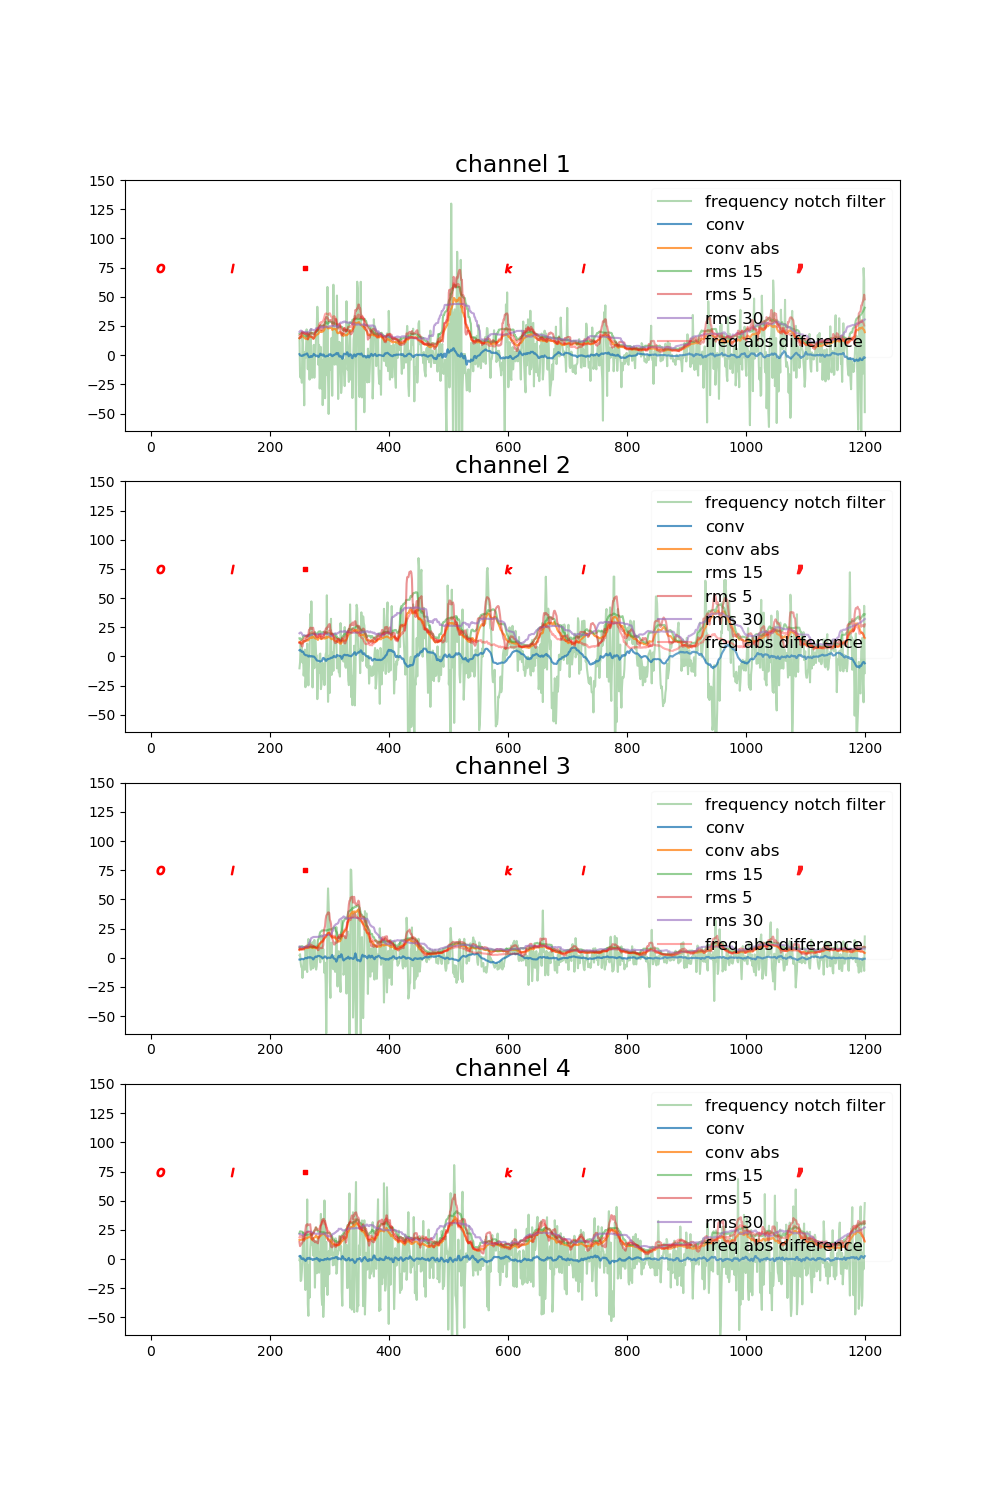 channel 1
150
125
100
75
50
25
0
−25
−50
o l . k l ,
frequency notch filter
conv
conv abs
rms 15
rms 5
rms 30
freq abs difference
0 200 400 600 800 1000 1200
channel 2
150
125
100
75
50
25
0
−25
−50
o l . k l ,
frequency notch filter
conv
conv abs
rms 15
rms 5
rms 30
freq abs difference
0 200 400 600 800 1000 1200
channel 3
150
125
100
75
50
25
0
−25
−50
o l . k l ,
frequency notch filter
conv
conv abs
rms 15
rms 5
rms 30
freq abs difference
0 200 400 600 800 1000 1200
channel 4
150
125
100
75
50
25
0
−25
−50
o l . k l ,
frequency notch filter
conv
conv abs
rms 15
rms 5
rms 30
freq abs difference
0 200 400 600 800 1000 1200